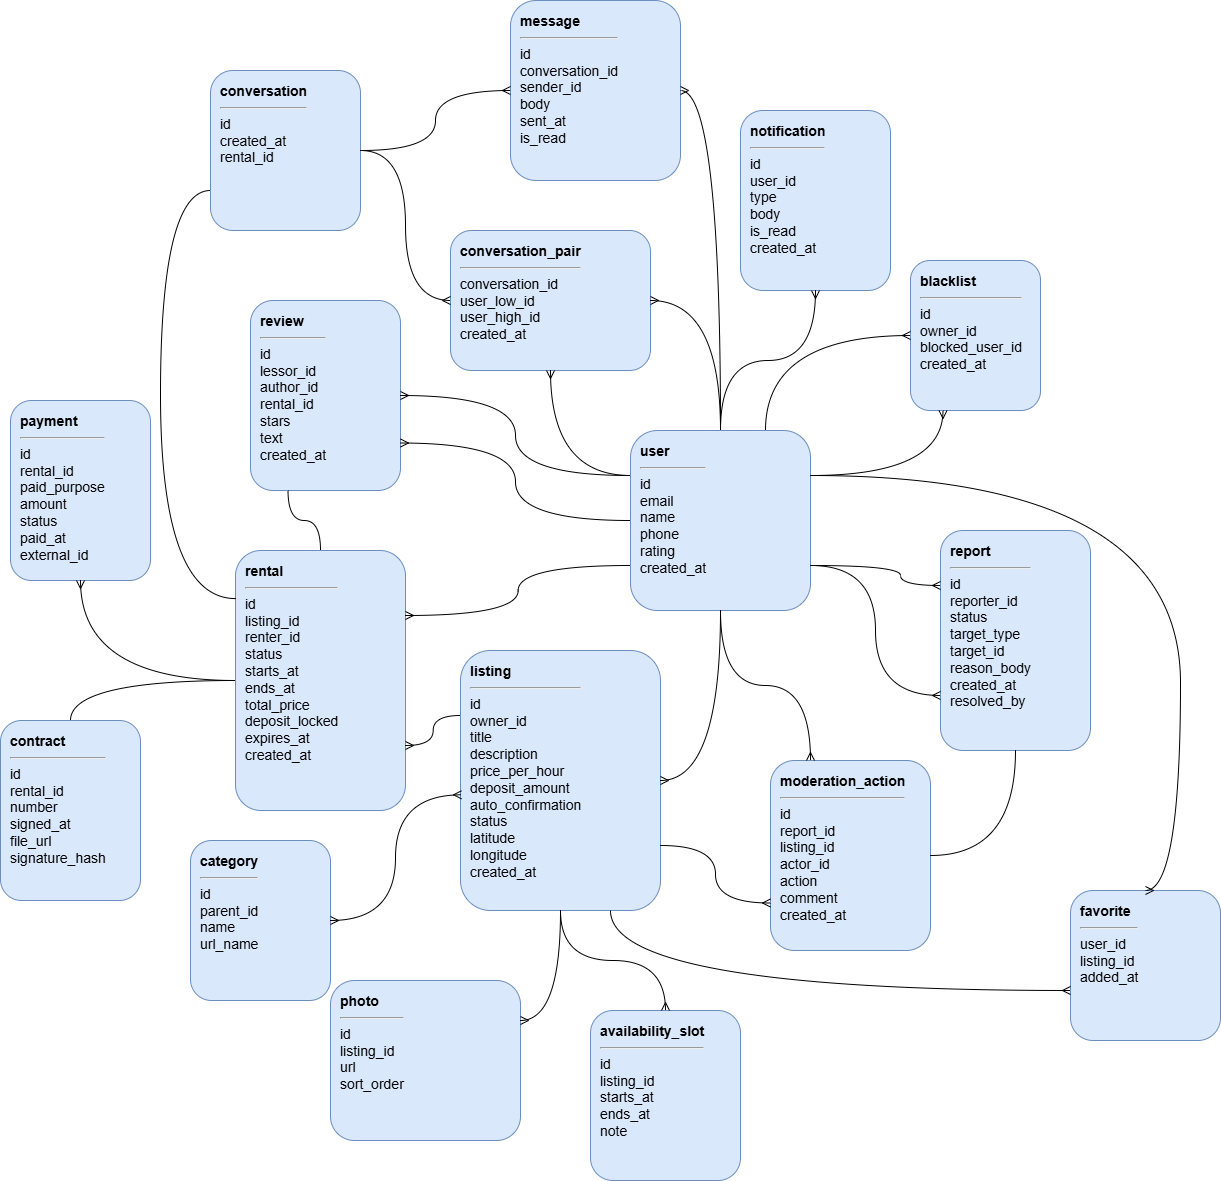 message
id
conversation_id
sender_id
body
sent_at
is_read
conversation
id
created_at
rental_id
notification
id
user_id
type
body
is_read
created_at
conversation_pair
conversation_id
user_low_id
user_high_id
created_at
blacklist
id
owner_id
blocked_user_id
created_at
review
id
lessor_id
author_id
rental_id
stars
text
created_at
payment
id
rental_id
paid_purpose
amount
status
paid_at
external_id
user
id
email
name
phone
rating
created_at
report
id
reporter_id
status
target_type
target_id
reason_body
created_at
resolved_by
rental
id
listing_id
renter_id
status
starts_at
ends_at
total_price
deposit_locked
expires_at
created_at
listing
id
owner_id
title
description
price_per_hour
deposit_amount
auto_confirmation
status
latitude
longitude
created_at
contract
id
rental_id
number
signed_at
file_url
signature_hash
moderation_action
id
report_id
listing_id
actor_id
action
comment
created_at
category
id
parent_id
name
url_name
favorite
user_id
listing_id
added_at
photo
id
listing_id
url
sort_order
availability_slot
id
listing_id
starts_at
ends_at
note